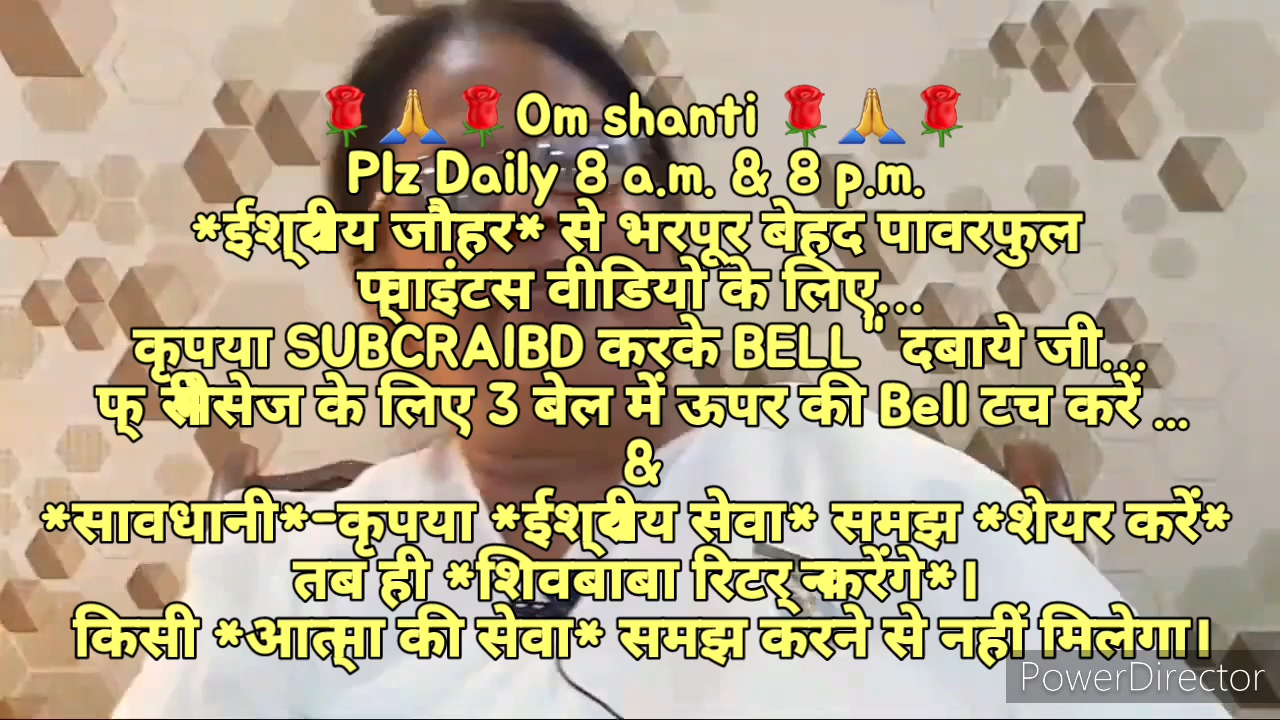 🌹🙏🌹Om shanti 🌹🙏🌹
Plz Daily 8 a.m. & 8 p.m.
*ईश्वरीय जौहर* से भरपूर बेहद पावरफुल
प्वाइंटस वीडियो के लिए...
कृपया SUBCRAIBD करके BELL" दबाये जी...
के लिए 3 बेल में ऊपर की Bell टच करें ...
&
*सावधानी*-कृपया *ईश्वरीय सेवा* समझ *शेयर करें*
तब ही *शिवबाबा रिटर्न करेंगे*।
किसी *आत्मा की सेवा* समझ करने से नहीं मिलेगा।
PowerDirector